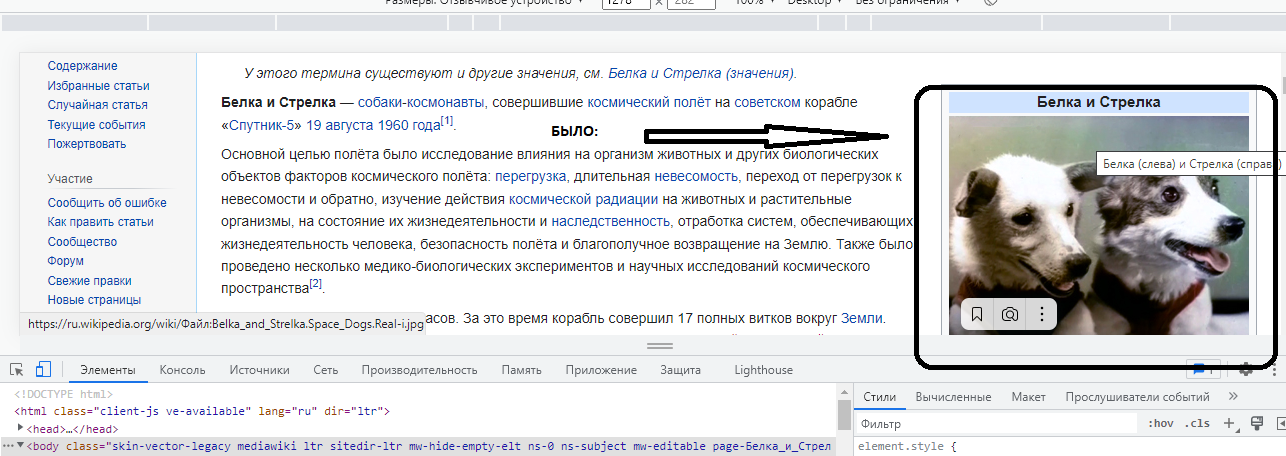 Размеры: Отзывчивое устройство 1278 x 282 100% Desktop Без ограничения
Содержание
Избранные статьи
Случайная статья
Текущие события
Пожертвовать
Участие
Сообщить об ошибке
Как править статьи
Сообщество
Форум
Свежие правки
Новые страницы
https://ru.wikipedia.org/wiki/Файл:Belka_and_Strelka.Space_Dogs.Real-i.jpg
У этого термина существуют и другие значения, см. Белка и Стрелка (значения).
Белка и Стрелка — собаки-космонавты, совершившие космический полёт на советском корабле
«Спутник-5» 19 августа 1960 года[1].
БЫЛО:
Основной целью полёта было исследование влияния на организм животных и других биологических
объектов факторов космического полёта: перегрузка, длительная невесомость, переход от перегрузок к
невесомости и обратно, изучение действия космической радиации на животных и растительные
организмы, на состояние их жизнедеятельности и наследственность, отработка систем, обеспечивающих
жизнедеятельность человека, безопасность полёта и благополучное возвращение на Землю. Также было
проведено несколько медико-биологических экспериментов и научных исследований космического
пространства[2].
асов. За это время корабль совершил 17 полных витков вокруг Земли.
Белка и Стрелка
Белка (слева) и Стрелка (справа)
Элементы Консоль Источники Сеть Производительность Память Приложение Защита Lighthouse 1
<!DOCTYPE html>
<html class="client-js ve-available" lang="ru" dir="ltr">
<head>…</head>
<body class="skin-vector-legacy mediawiki ltr sitedir-ltr mw-hide-empty-elt ns-0 ns-subject mw-editable page-Белка_и_Стрел
Стили Вычисленные Макет Прослушиватели событий
Фильтр :hov .cls
element.style {